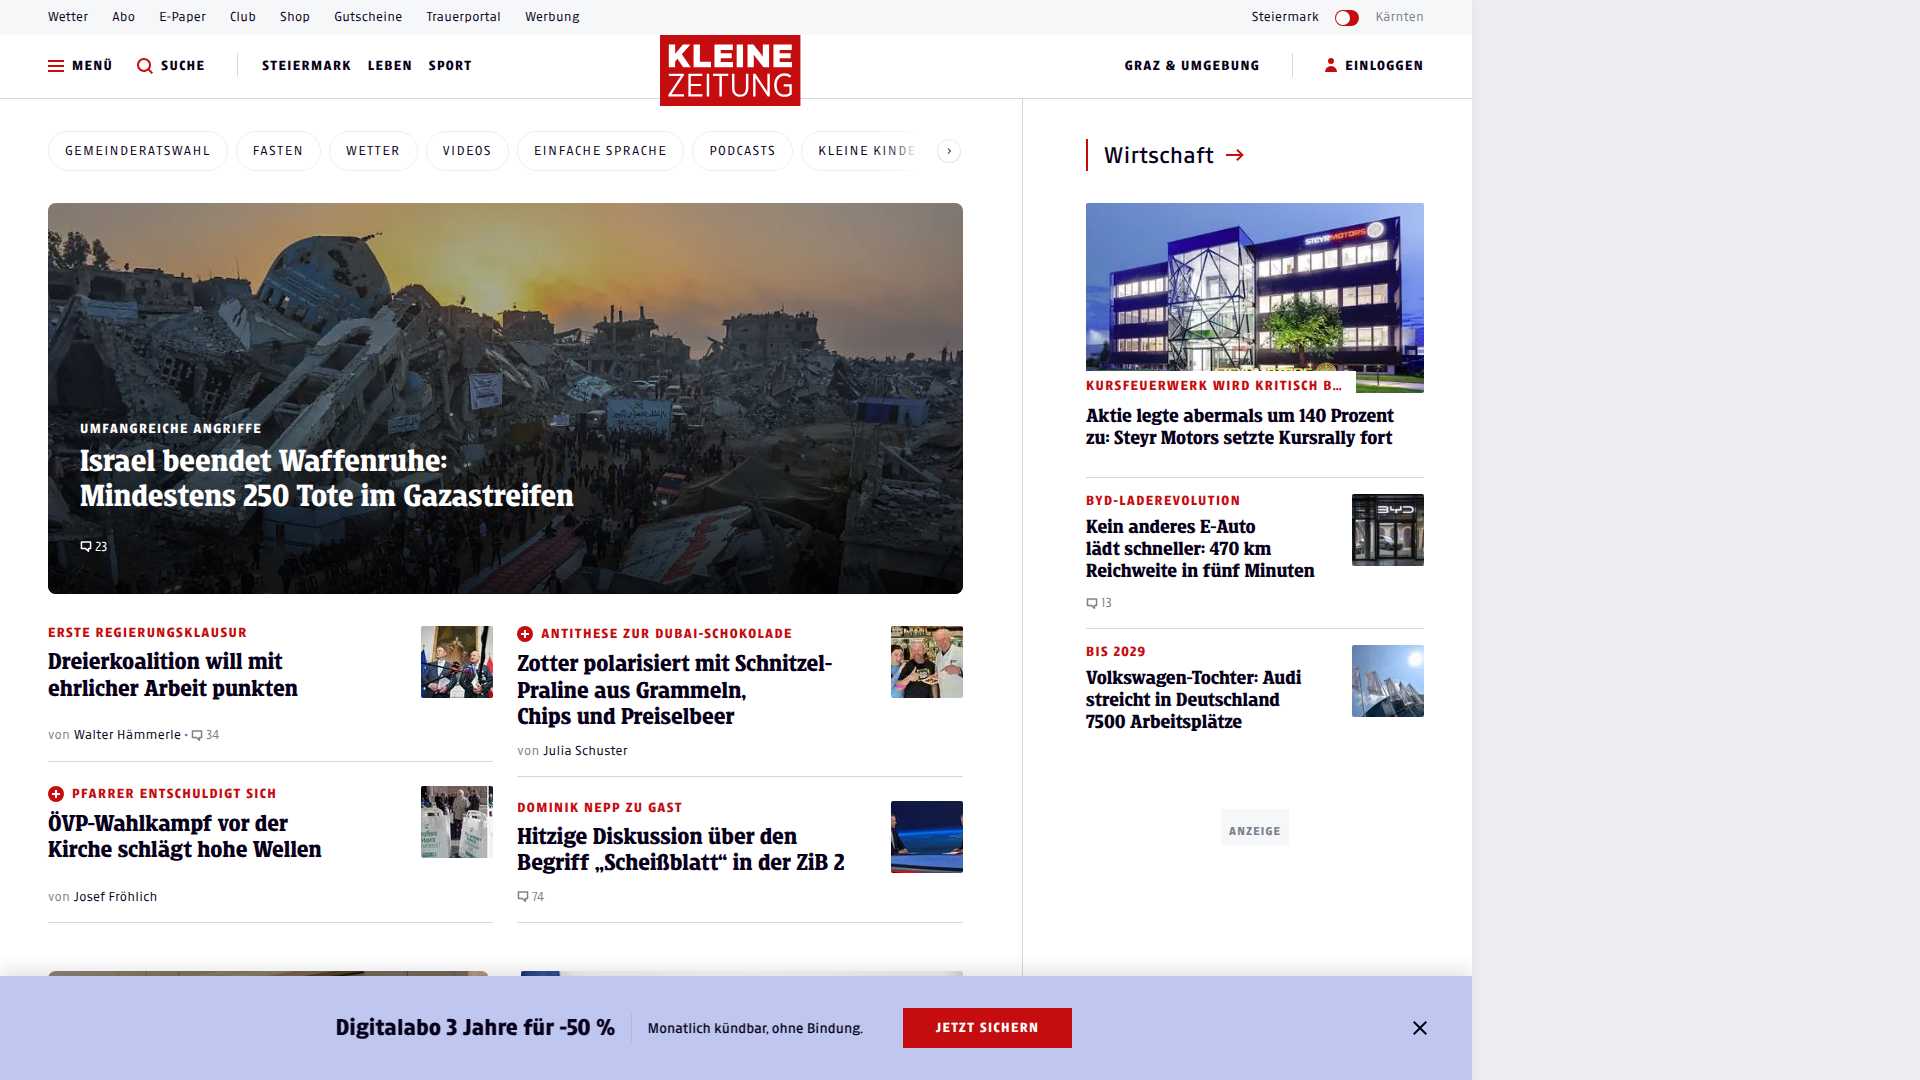 Wetter Abo E-Paper Club Shop Gutscheine Trauerportal Werbung
Steiermark Kärnten
MENÜ SUCHE STEIERMARK LEBEN SPORT
KLEINE
ZEITUNG
GRAZ & UMGEBUNG EINLOGGEN
GEMEINDERATSWAHL FASTEN WETTER VIDEOS EINFACHE SPRACHE PODCASTS KLEINE KINDE
UMFANGREICHE ANGRIFFE
Israel beendet Waffenruhe:
Mindestens 250 Tote im Gazastreifen
23
ERSTE REGIERUNGSKLAUSUR
Dreierkoalition will mit
ehrlicher Arbeit punkten
von Walter Hämmerle · 34
PFARRER ENTSCHULDIGT SICH
ÖVP-Wahlkampf vor der
Kirche schlägt hohe Wellen
von Josef Fröhlich
ANTITHESE ZUR DUBAI-SCHOKOLADE
Zotter polarisiert mit Schnitzel-
Praline aus Grammeln,
Chips und Preiselbeer
von Julia Schuster
DOMINIK NEPP ZU GAST
Hitzige Diskussion über den
Begriff „Scheißblatt“ in der ZiB 2
74
Wirtschaft
STEYR MOTORS
KURSFEUERWERK WIRD KRITISCH B...
Aktie legte abermals um 140 Prozent
zu: Steyr Motors setzte Kursrally fort
BYD-LADEREVOLUTION
Kein anderes E-Auto
lädt schneller: 470 km
Reichweite in fünf Minuten
BYD
13
BIS 2029
Volkswagen-Tochter: Audi
streicht in Deutschland
7500 Arbeitsplätze
ANZEIGE
Digitalabo 3 Jahre für -50 %
Monatlich kündbar, ohne Bindung.
JETZT SICHERN